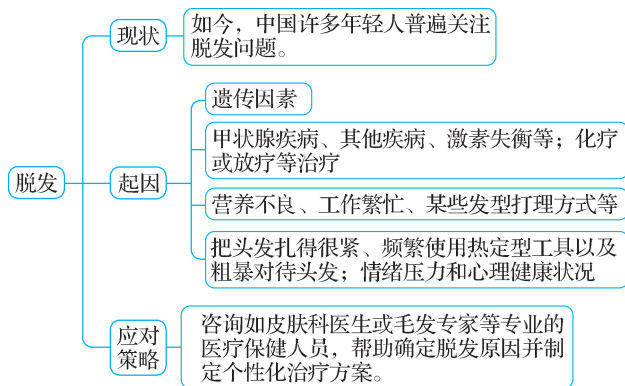 脱发
现状
如今，中国许多年轻人普遍关注
脱发问题。
起因
遗传因素
甲状腺疾病、其他疾病、激素失衡等；化疗
或放疗等治疗
营养不良、工作繁忙、某些发型打理方式等
把头发扎得很紧、频繁使用热定型工具以及
粗暴对待头发；情绪压力和心理健康状况
应对
策略
咨询如皮肤科医生或毛发专家等专业的
医疗保健人员，帮助确定脱发原因并制
定个性化治疗方案。